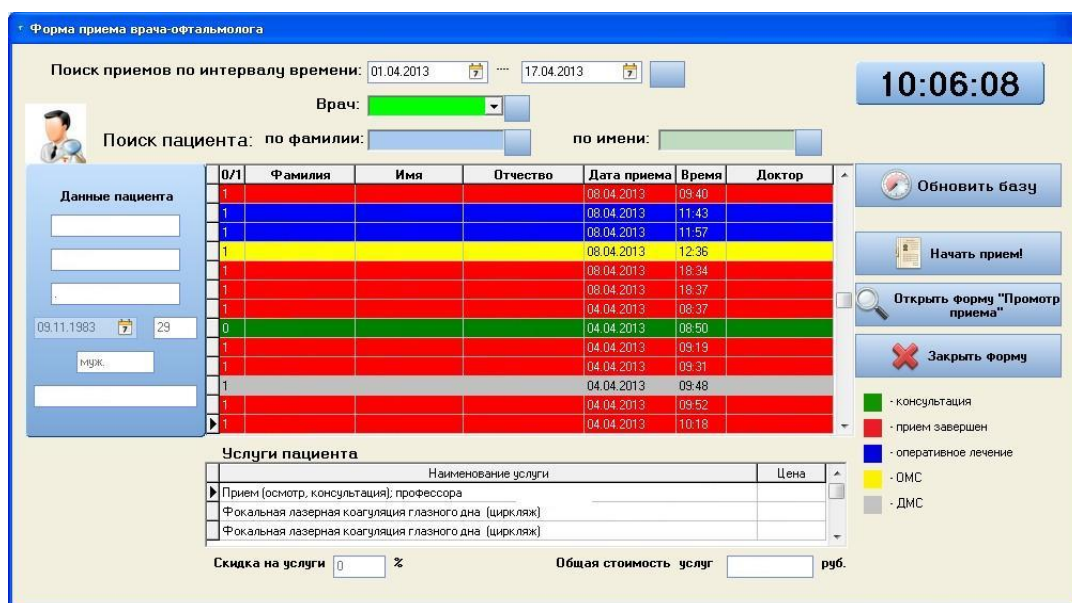 Форма приема врача-офтальмолога
Поиск приемов по интервалу времени: 01.04.2013 ... 17.04.2013
10:06:08
Врач:
Поиск пациента: по фамилии: по имени:
Данные пациента
.
09.11.1983 29
муж.
0/1 Фамилия Имя Отчество Дата приема Время Доктор
1 08.04.2013 09:40
1 08.04.2013 11:43
1 08.04.2013 11:57
1 08.04.2013 12:36
1 08.04.2013 18:34
1 08.04.2013 18:37
1 04.04.2013 08:37
0 04.04.2013 08:50
1 04.04.2013 09:19
1 04.04.2013 09:31
1 04.04.2013 09:48
1 04.04.2013 09:52
1 04.04.2013 10:18
Обновить базу
Начать прием!
Открыть форму "Промотр
приема"
Закрыть форму
- консультация
- прием завершен
- оперативное лечение
- ОМС
- ДМС
Услуги пациента
Наименование услуги Цена
Прием (осмотр, консультация); профессора
Фокальная лазерная коагуляция глазного дна (циркляж)
Фокальная лазерная коагуляция глазного дна (циркляж)
Скидка на услуги 0 % Общая стоимость услуг руб.